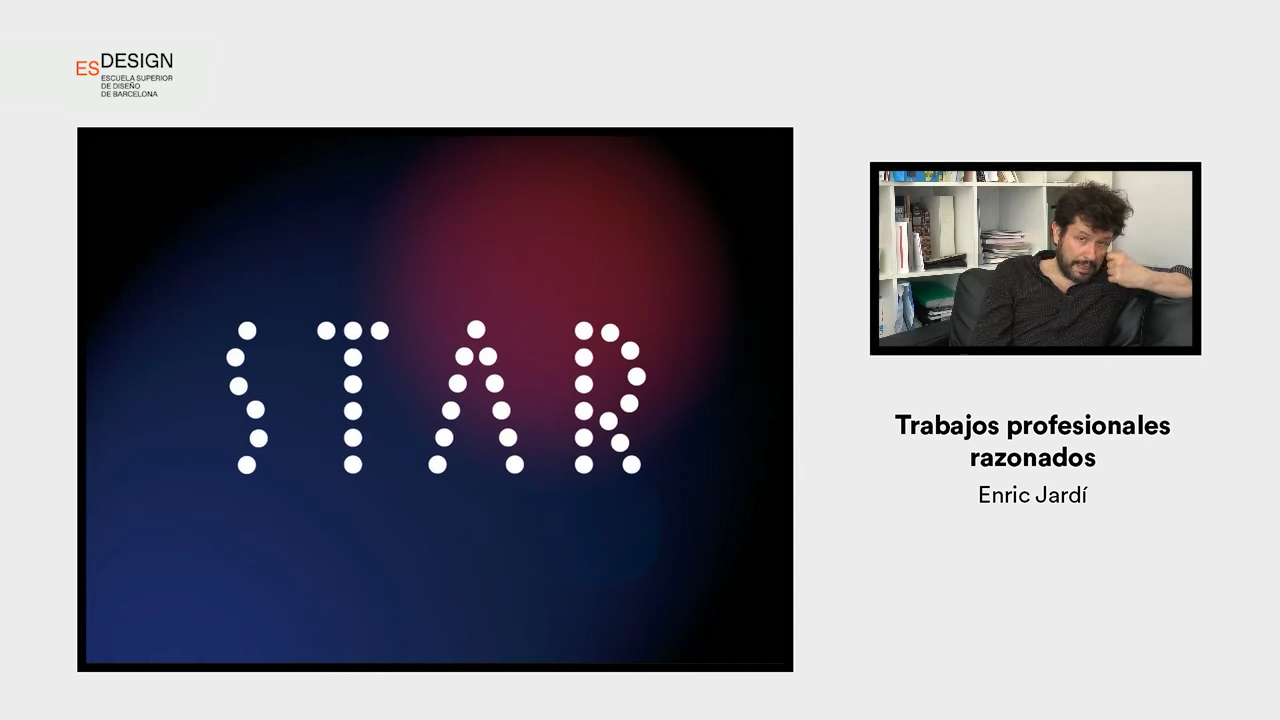 ESDESIGN
ESCUELA SUPERIOR
DE DISEÑO
DE BARCELONA
STAR
Trabajos profesionales
razonados
Enric Jardí